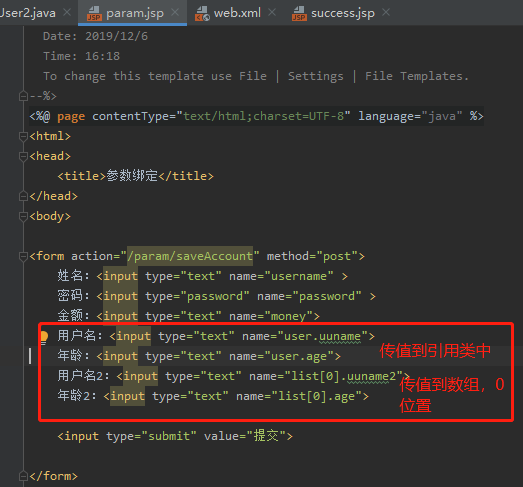 User2.java param.jsp web.xml success.jsp
Date: 2019/12/6
Time: 16:18
To change this template use File | Settings | File Templates.
--%>
<%@ page contentType="text/html;charset=UTF-8" language="java" %>
<html>
<head>
<title>参数绑定</title>
</head>
<body>
<form action="/param/saveAccount" method="post">
姓名：<input type="text" name="username" >
密码：<input type="password" name="password" >
金额：<input type="text" name="money">
用户名：<input type="text" name="user.uuname">
年龄：<input type="text" name="user.age"> 传值到引用类中
用户名2：<input type="text" name="list[0].uuname2">
年龄2：<input type="text" name="list[0].age">
传值到数组，0
位置
<input type="submit" value="提交">
</form>